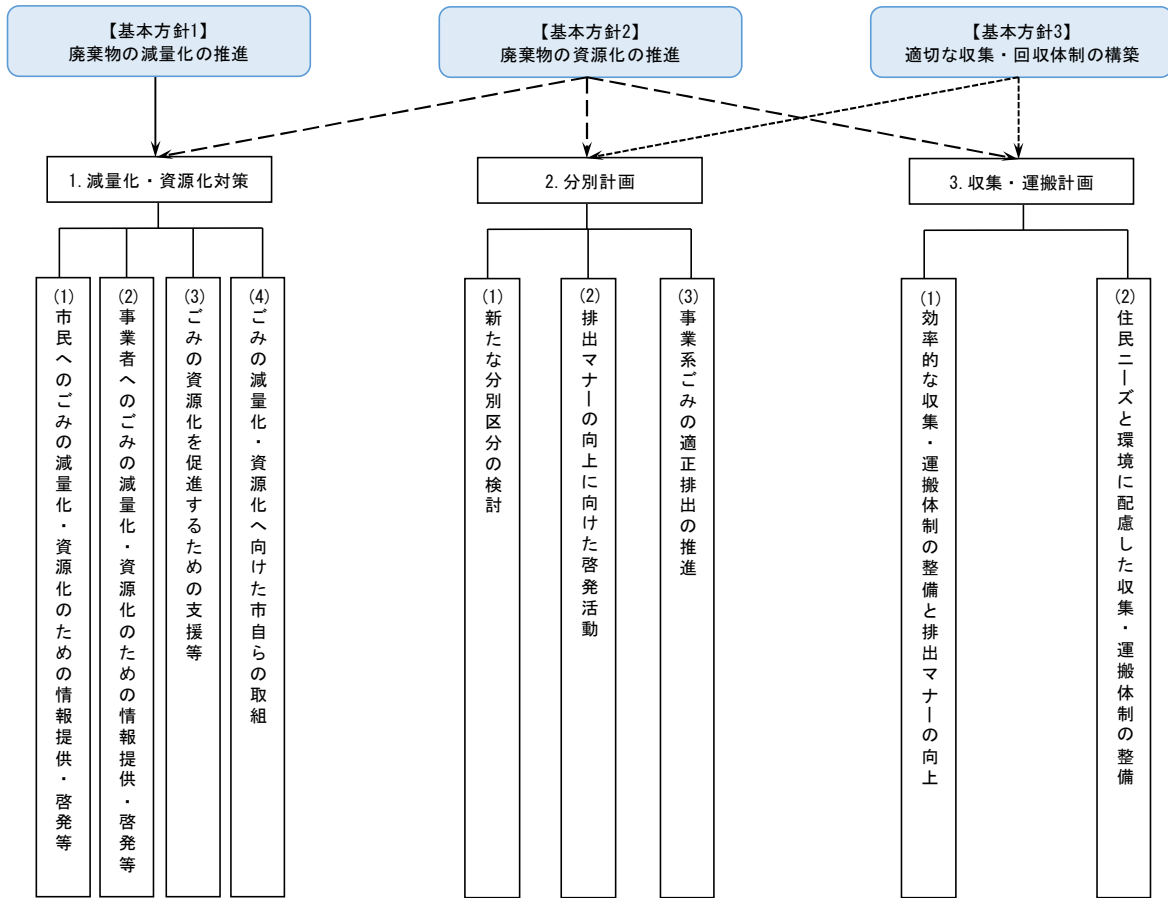 【基本方針1】
廃棄物の減量化の推進
【基本方針2】
廃棄物の資源化の推進
【基本方針3】
適切な収集・回収体制の構築
1.減量化・資源化対策
2.分別計画
3.収集・運搬計画
(1)市民へのごみの減量化・資源化のための情報提供・啓発等
(2)事業者へのごみの減量化・資源化のための情報提供・啓発等
(3)ごみの資源化を促進するための支援等
(4)ごみの減量化・資源化へ向けた市自らの取組
(1)新たな分別区分の検討
(2)排出マナーの向上に向けた啓発活動
(3)事業系ごみの適正排出の推進
(1)効率的な収集・運搬体制の整備と排出マナーの向上
(2)住民ニーズと環境に配慮した収集・運搬体制の整備